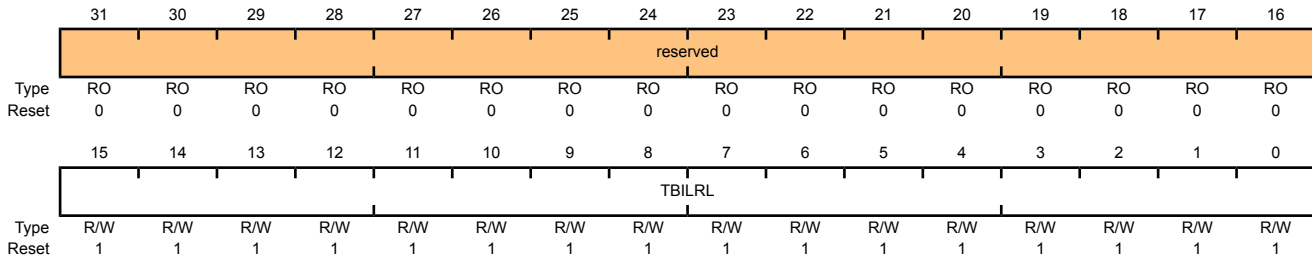 31 30 29 28 27 26 25 24 23 22 21 20 19 18 17 16
reserved
Type RO RO RO RO RO RO RO RO RO RO RO RO RO RO RO RO
Reset 0 0 0 0 0 0 0 0 0 0 0 0 0 0 0 0
15 14 13 12 11 10 9 8 7 6 5 4 3 2 1 0
TBILRL
Type R/W R/W R/W R/W R/W R/W R/W R/W R/W R/W R/W R/W R/W R/W R/W R/W
Reset 1 1 1 1 1 1 1 1 1 1 1 1 1 1 1 1